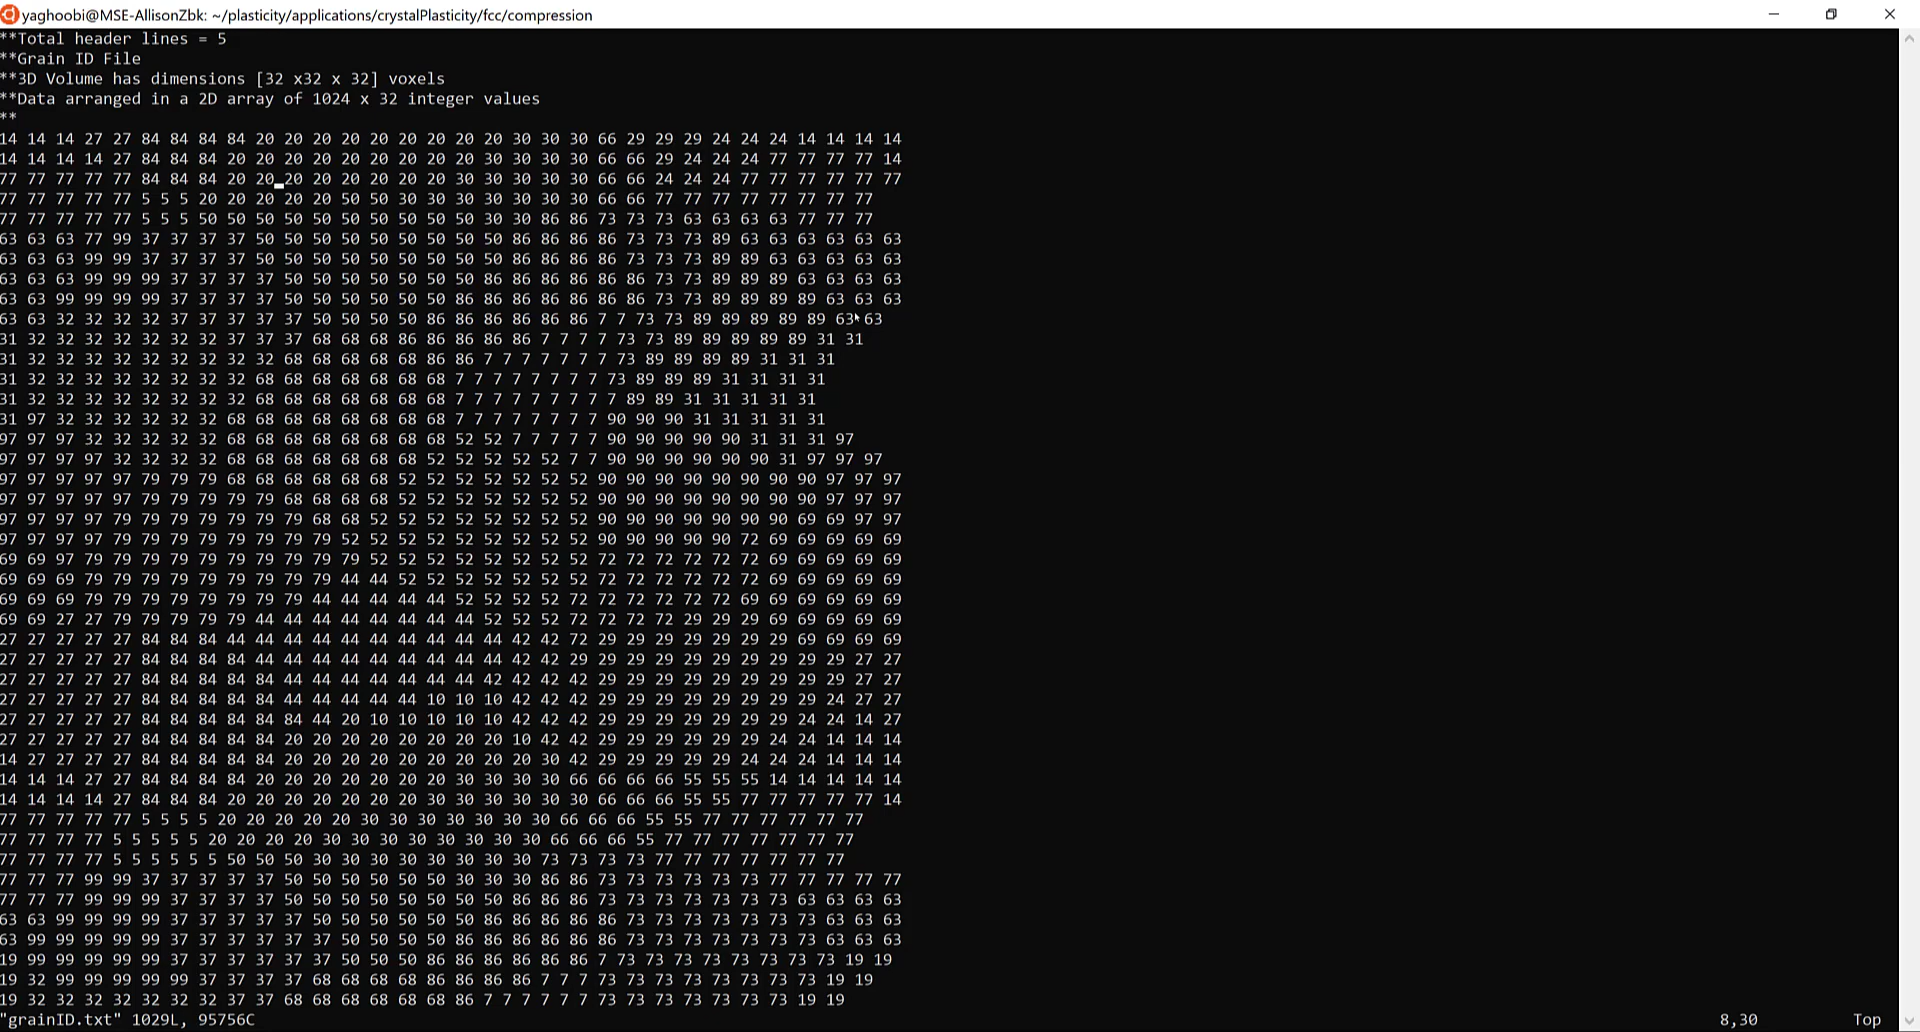 yaghoobi@MSE-AllisonZbk: ~/plasticity/applications/crystalPlasticity/fcc/compression
**Total header lines = 5
**Grain ID File
**3D Volume has dimensions [32 x32 x 32] voxels
**Data arranged in a 2D array of 1024 x 32 integer values
**
14 14 14 27 27 84 84 84 84 20 20 20 20 20 20 20 20 20 30 30 30 66 29 29 29 24 24 24 14 14 14 14
14 14 14 14 27 84 84 84 20 20 20 20 20 20 20 20 20 30 30 30 30 66 66 29 24 24 24 77 77 77 77 14
77 77 77 77 77 84 84 84 20 20 20 20 20 20 20 20 30 30 30 30 30 66 66 24 24 24 77 77 77 77 77 77
77 77 77 77 77 5 5 5 20 20 20 20 20 50 50 30 30 30 30 30 30 30 66 66 77 77 77 77 77 77 77 77
77 77 77 77 77 5 5 5 50 50 50 50 50 50 50 50 50 50 30 30 86 86 73 73 73 63 63 63 63 77 77 77
63 63 63 77 99 37 37 37 37 50 50 50 50 50 50 50 50 50 86 86 86 86 73 73 73 89 63 63 63 63 63 63
63 63 63 99 99 37 37 37 37 50 50 50 50 50 50 50 50 50 86 86 86 86 73 73 73 89 89 63 63 63 63 63
63 63 63 99 99 99 37 37 37 37 50 50 50 50 50 50 50 86 86 86 86 86 86 73 73 89 89 89 63 63 63 63
63 63 99 99 99 99 37 37 37 37 50 50 50 50 50 50 86 86 86 86 86 86 86 73 73 89 89 89 89 63 63 63
63 63 32 32 32 32 37 37 37 37 37 50 50 50 50 86 86 86 86 86 86 7 7 73 73 89 89 89 89 89 63 63
31 32 32 32 32 32 32 32 37 37 37 68 68 68 86 86 86 86 86 7 7 7 7 73 73 89 89 89 89 89 31 31
31 32 32 32 32 32 32 32 32 32 68 68 68 68 68 86 86 7 7 7 7 7 7 7 73 89 89 89 89 31 31 31
31 32 32 32 32 32 32 32 32 68 68 68 68 68 68 68 7 7 7 7 7 7 7 7 73 89 89 89 31 31 31 31
31 32 32 32 32 32 32 32 32 68 68 68 68 68 68 68 7 7 7 7 7 7 7 7 7 89 89 31 31 31 31 31
31 97 32 32 32 32 32 32 68 68 68 68 68 68 68 68 7 7 7 7 7 7 7 7 90 90 90 31 31 31 31 31
97 97 97 32 32 32 32 32 68 68 68 68 68 68 68 68 52 52 7 7 7 7 7 90 90 90 90 90 31 31 31 97
97 97 97 97 32 32 32 32 68 68 68 68 68 68 68 52 52 52 52 52 7 7 90 90 90 90 90 90 31 97 97 97
97 97 97 97 97 79 79 79 68 68 68 68 68 68 52 52 52 52 52 52 52 90 90 90 90 90 90 90 90 97 97 97
97 97 97 97 97 79 79 79 79 79 68 68 68 68 52 52 52 52 52 52 52 90 90 90 90 90 90 90 90 97 97 97
97 97 97 97 79 79 79 79 79 79 79 68 68 52 52 52 52 52 52 52 52 90 90 90 90 90 90 90 69 69 97 97
97 97 97 97 79 79 79 79 79 79 79 79 52 52 52 52 52 52 52 52 52 90 90 90 90 90 72 69 69 69 69 69
69 69 97 79 79 79 79 79 79 79 79 79 79 52 52 52 52 52 52 52 52 72 72 72 72 72 72 69 69 69 69 69
69 69 69 79 79 79 79 79 79 79 79 79 44 44 52 52 52 52 52 52 52 72 72 72 72 72 72 69 69 69 69 69
69 69 69 79 79 79 79 79 79 79 79 44 44 44 44 44 52 52 52 52 72 72 72 72 72 72 69 69 69 69 69 69
69 69 27 27 79 79 79 79 79 44 44 44 44 44 44 44 44 52 52 52 72 72 72 72 29 29 29 29 69 69 69 69
27 27 27 27 27 84 84 84 44 44 44 44 44 44 44 44 44 44 42 42 72 29 29 29 29 29 29 29 69 69 69 69
27 27 27 27 27 84 84 84 84 44 44 44 44 44 44 44 44 44 42 42 29 29 29 29 29 29 29 29 29 29 27 27
27 27 27 27 27 84 84 84 84 84 44 44 44 44 44 44 44 42 42 42 42 29 29 29 29 29 29 29 29 29 27 27
27 27 27 27 27 84 84 84 84 84 44 44 44 44 44 10 10 10 42 42 42 29 29 29 29 29 29 29 29 24 27 27
27 27 27 27 27 84 84 84 84 84 84 44 20 10 10 10 10 10 42 42 42 29 29 29 29 29 29 29 24 24 14 27
27 27 27 27 27 84 84 84 84 84 20 20 20 20 20 20 20 20 10 42 42 29 29 29 29 29 29 24 24 14 14 14
14 27 27 27 27 84 84 84 84 84 20 20 20 20 20 20 20 20 20 30 42 29 29 29 29 29 24 24 24 14 14 14
14 14 14 27 27 84 84 84 84 20 20 20 20 20 20 20 30 30 30 30 66 66 66 66 55 55 55 14 14 14 14 14
14 14 14 14 27 84 84 84 20 20 20 20 20 20 20 30 30 30 30 30 30 66 66 66 55 55 77 77 77 77 77 14
77 77 77 77 77 5 5 5 5 20 20 20 20 20 30 30 30 30 30 30 30 66 66 66 55 55 77 77 77 77 77 77
77 77 77 77 5 5 5 5 5 20 20 20 20 30 30 30 30 30 30 30 30 66 66 66 55 77 77 77 77 77 77 77
77 77 77 77 5 5 5 5 5 5 50 50 50 30 30 30 30 30 30 30 30 73 73 73 73 77 77 77 77 77 77 77
77 77 77 99 99 37 37 37 37 37 50 50 50 50 50 50 30 30 30 86 86 73 73 73 73 73 73 77 77 77 77 77
77 77 77 99 99 99 37 37 37 37 50 50 50 50 50 50 50 50 86 86 86 73 73 73 73 73 73 73 63 63 63 63
63 63 99 99 99 99 37 37 37 37 37 50 50 50 50 50 50 86 86 86 86 86 73 73 73 73 73 73 73 63 63 63
63 99 99 99 99 99 37 37 37 37 37 37 50 50 50 50 86 86 86 86 86 86 73 73 73 73 73 73 73 63 63 63
19 99 99 99 99 99 37 37 37 37 37 37 50 50 50 86 86 86 86 86 86 7 73 73 73 73 73 73 73 73 19 19
19 32 99 99 99 99 99 37 37 37 37 68 68 68 68 86 86 86 86 7 7 7 73 73 73 73 73 73 73 73 19 19
19 32 32 32 32 32 32 32 37 37 68 68 68 68 68 68 86 7 7 7 7 7 7 73 73 73 73 73 73 73 19 19
"grainID.txt" 1029L, 95756C 8,30 Top